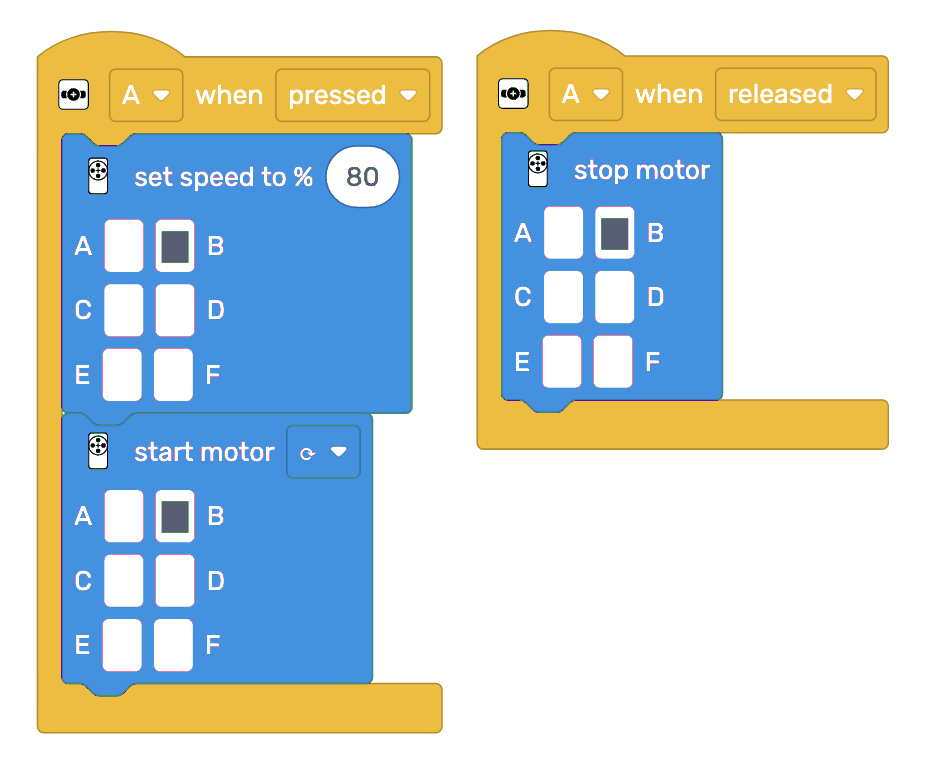 A when pressed
set speed to % 80
A B
C D
E F
start motor
A B
C D
E F
A when released
stop motor
A B
C D
E F